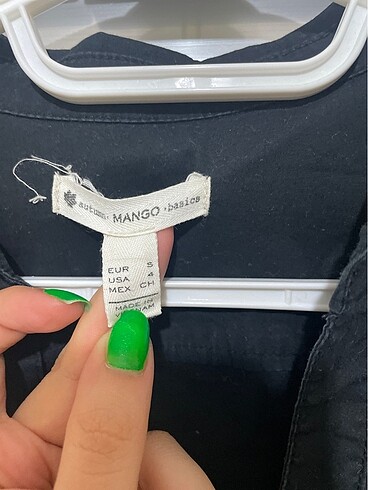 autumn· MANGO ·basics
EUR S
USA 4
MEX CH
MADE IN
VIETNAM